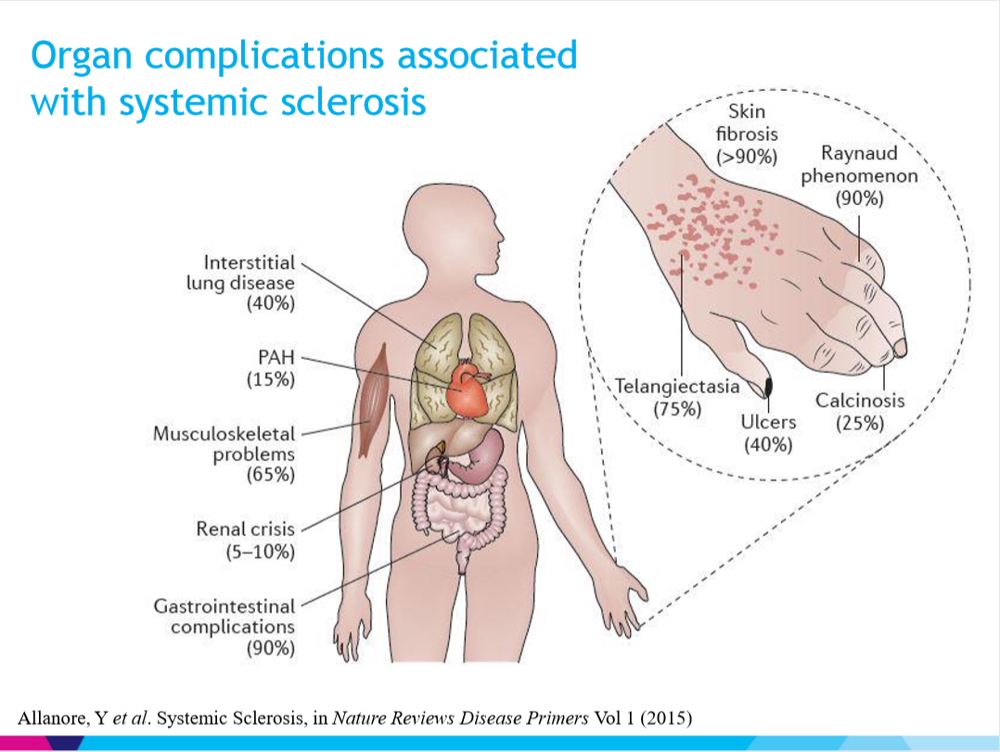 Organ complications associated
with systemic sclerosis
Interstitial
lung disease
(40%)
PAH
(15%)
Musculoskeletal
problems
(65%)
Renal crisis
(5–10%)
Gastrointestinal
complications
(90%)
Skin
fibrosis
(>90%)
Raynaud
phenomenon
(90%)
Telangiectasia
(75%)
Ulcers
(40%)
Calcinosis
(25%)
Allanore, Y et al. Systemic Sclerosis, in Nature Reviews Disease Primers Vol 1 (2015)